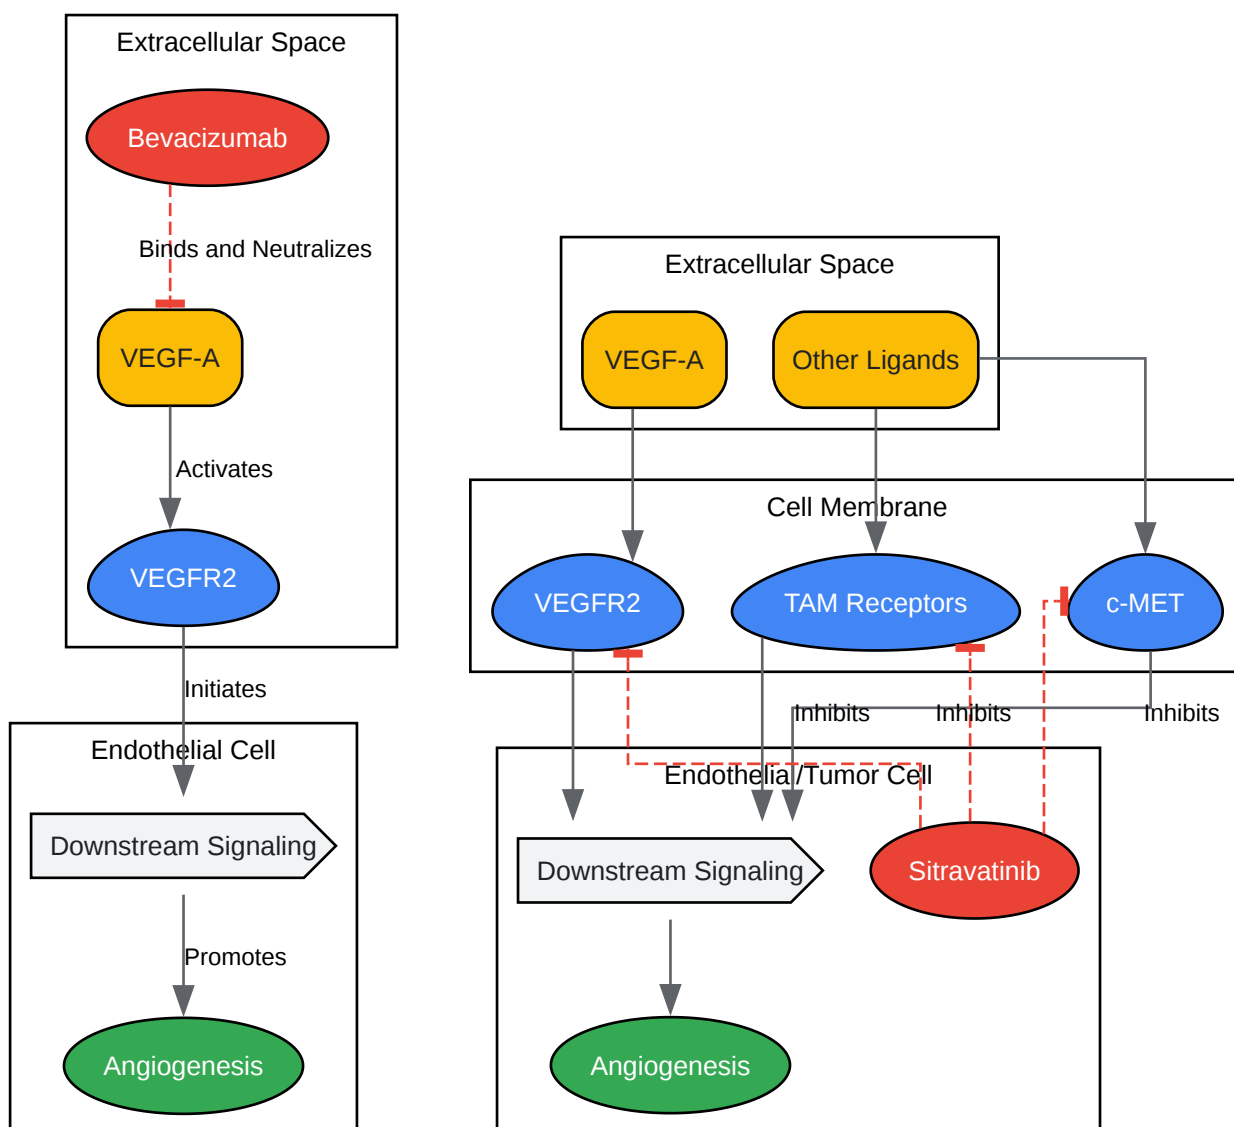 Extracellular Space
Bevacizumab
Binds and Neutralizes
VEGF-A
Activates
VEGFR2
Initiates
Endothelial Cell
Downstream Signaling
Promotes
Angiogenesis
Extracellular Space
VEGF-A
Other Ligands
Cell Membrane
VEGFR2
TAM Receptors
c-MET
Inhibits
Inhibits
Inhibits
Endothelial/Tumor Cell
Downstream Signaling
Sitravatinib
Angiogenesis